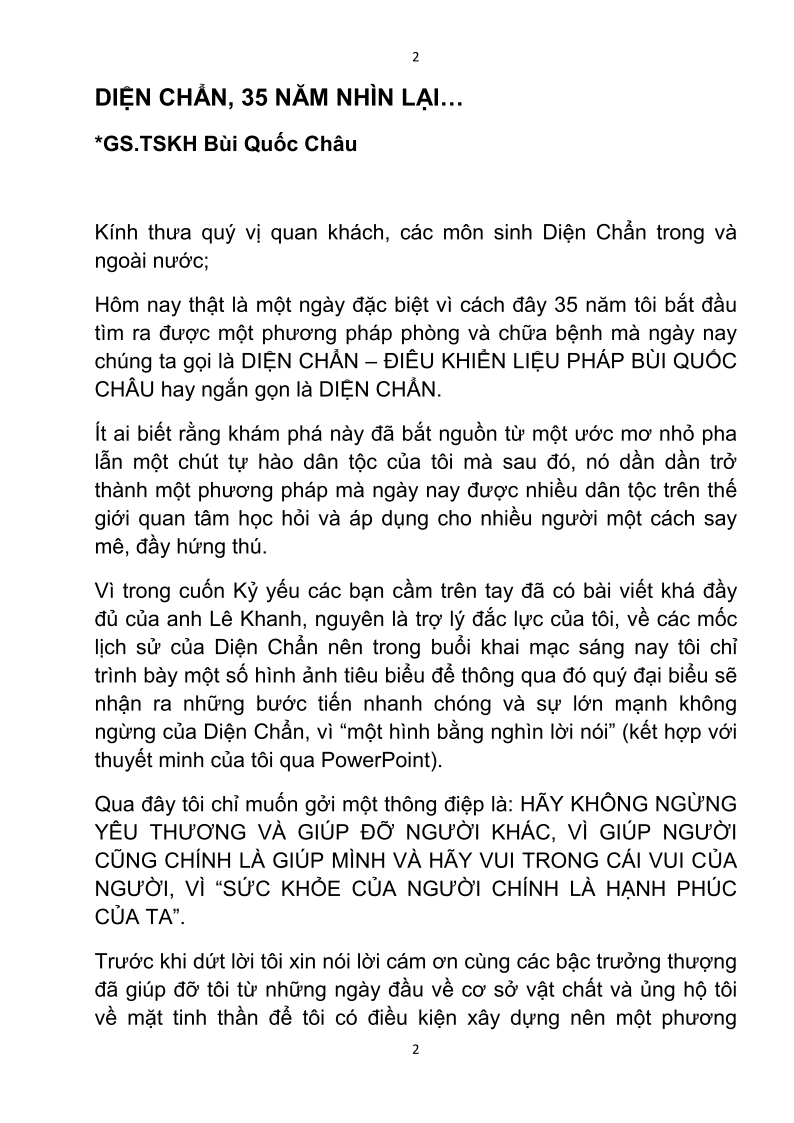 2
DIỆN CHẨN, 35 NĂM NHÌN LẠI…
*GS.TSKH Bùi Quốc Châu
Kính thưa quý vị quan khách, các môn sinh Diện Chẩn trong và
ngoài nước;
Hôm nay thật là một ngày đặc biệt vì cách đây 35 năm tôi bắt đầu
tìm ra được một phương pháp phòng và chữa bệnh mà ngày nay
chúng ta gọi là DIỆN CHẨN – ĐIỀU KHIỂN LIỆU PHÁP BÙI QUỐC
CHÂU hay ngắn gọn là DIỆN CHẨN.
Ít ai biết rằng khám phá này đã bắt nguồn từ một ước mơ nhỏ pha
lẫn một chút tự hào dân tộc của tôi mà sau đó, nó dần dần trở
thành một phương pháp mà ngày nay được nhiều dân tộc trên thế
giới quan tâm học hỏi và áp dụng cho nhiều người một cách say
mê, đầy hứng thú.
Vì trong cuốn Kỷ yếu các bạn cầm trên tay đã có bài viết khá đầy
đủ của anh Lê Khanh, nguyên là trợ lý đắc lực của tôi, về các mốc
lịch sử của Diện Chẩn nên trong buổi khai mạc sáng nay tôi chỉ
trình bày một số hình ảnh tiêu biểu để thông qua đó quý đại biểu sẽ
nhận ra những bước tiến nhanh chóng và sự lớn mạnh không
ngừng của Diện Chẩn, vì “một hình bằng nghìn lời nói” (kết hợp với
thuyết minh của tôi qua PowerPoint).
Qua đây tôi chỉ muốn gởi một thông điệp là: HÃY KHÔNG NGỪNG
YÊU THƯƠNG VÀ GIÚP ĐỠ NGƯỜI KHÁC, VÌ GIÚP NGƯỜI
CŨNG CHÍNH LÀ GIÚP MÌNH VÀ HÃY VUI TRONG CÁI VUI CỦA
NGƯỜI, VÌ “SỨC KHỎE CỦA NGƯỜI CHÍNH LÀ HẠNH PHÚC
CỦA TA”.
Trước khi dứt lời tôi xin nói lời cám ơn cùng các bậc trưởng thượng
đã giúp đỡ tôi từ những ngày đầu về cơ sở vật chất và ủng hộ tôi
về mặt tinh thần để tôi có điều kiện xây dựng nên một phương
2